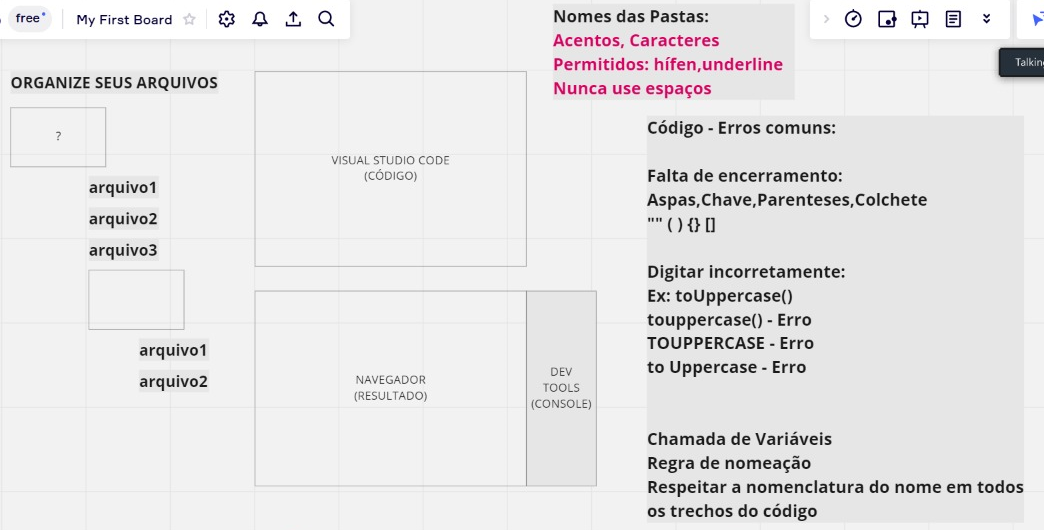 free
My First Board
Talkin
ORGANIZE SEUS ARQUIVOS
?
arquivo1
arquivo2
arquivo3
arquivo1
arquivo2
VISUAL STUDIO CODE
(CÓDIGO)
NAVEGADOR
(RESULTADO)
DEV
TOOLS
(CONSOLE)
Nomes das Pastas:
Acentos, Caracteres
Permitidos: hífen,underline
Nunca use espaços
Código - Erros comuns:
Falta de encerramento:
Aspas,Chave,Parenteses,Colchete
"" ( ) {} []
Digitar incorretamente:
Ex: toUppercase()
touppercase() - Erro
TOUPPERCASE - Erro
to Uppercase - Erro
Chamada de Variáveis
Regra de nomeação
Respeitar a nomenclatura do nome em todos
os trechos do código